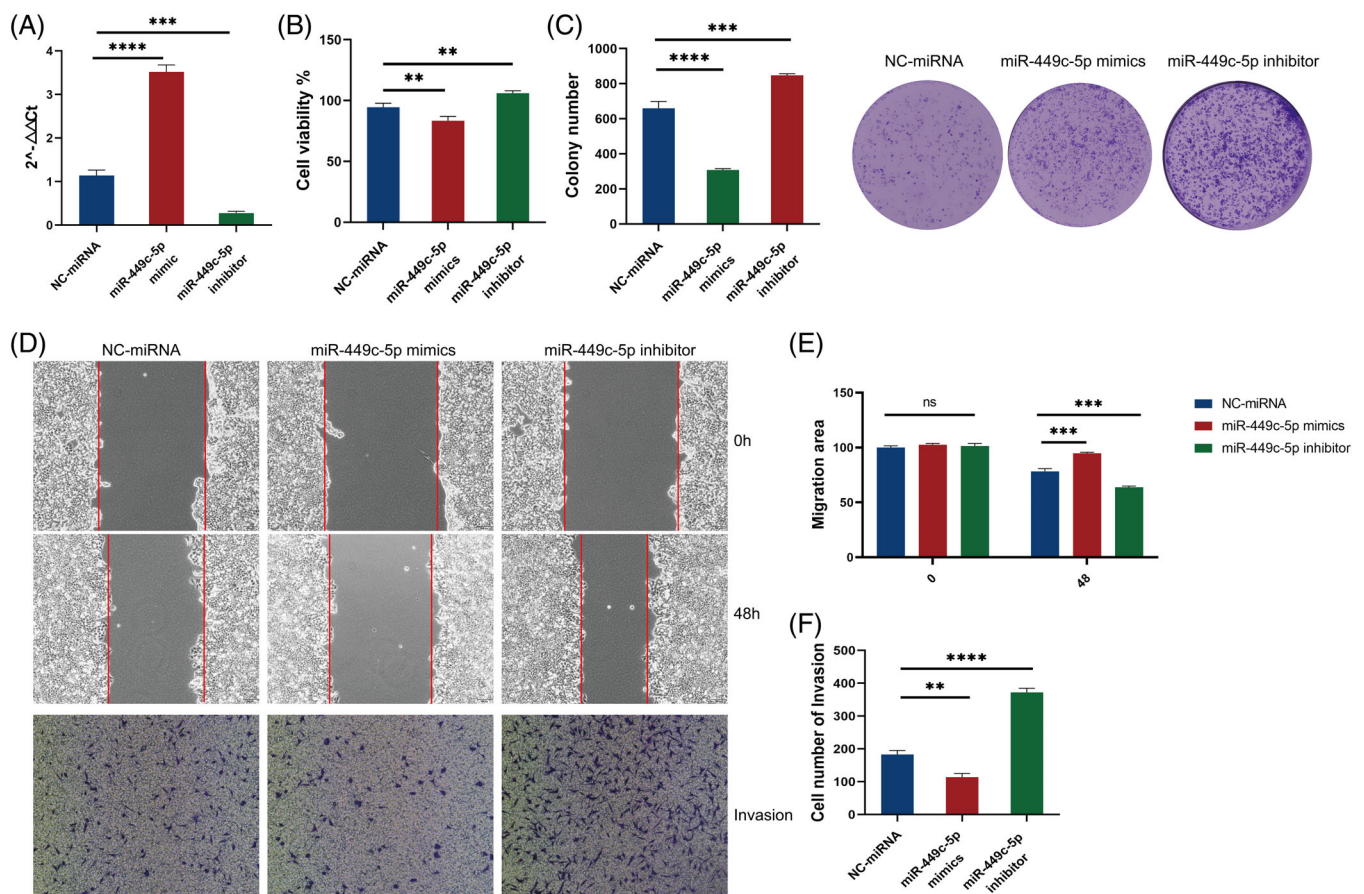 (A)
***
****
4
3
2
1
0
2^-△△Ct
NC-miRNA
miR-449c-5p
mimic
miR-449c-5p
inhibitor
(B)
**
**
150
100
50
0
Cell viability %
NC-miRNA
miR-449c-5p
mimics
miR-449c-5p
inhibitor
(C)
***
****
1000
800
600
400
200
0
Colony number
NC-miRNA
miR-449c-5p
mimics
miR-449c-5p
inhibitor
NC-miRNA
miR-449c-5p mimics
miR-449c-5p inhibitor
(D)
NC-miRNA
miR-449c-5p mimics
miR-449c-5p inhibitor
0h
48h
Invasion
(E)
150
100
50
0
Migration area
ns
***
***
0
48
NC-miRNA
miR-449c-5p mimics
miR-449c-5p inhibitor
(F)
500
400
300
200
100
0
Cell number of Invasion
****
**
NC-miRNA
miR-449c-5p
mimics
miR-449c-5p
inhibitor